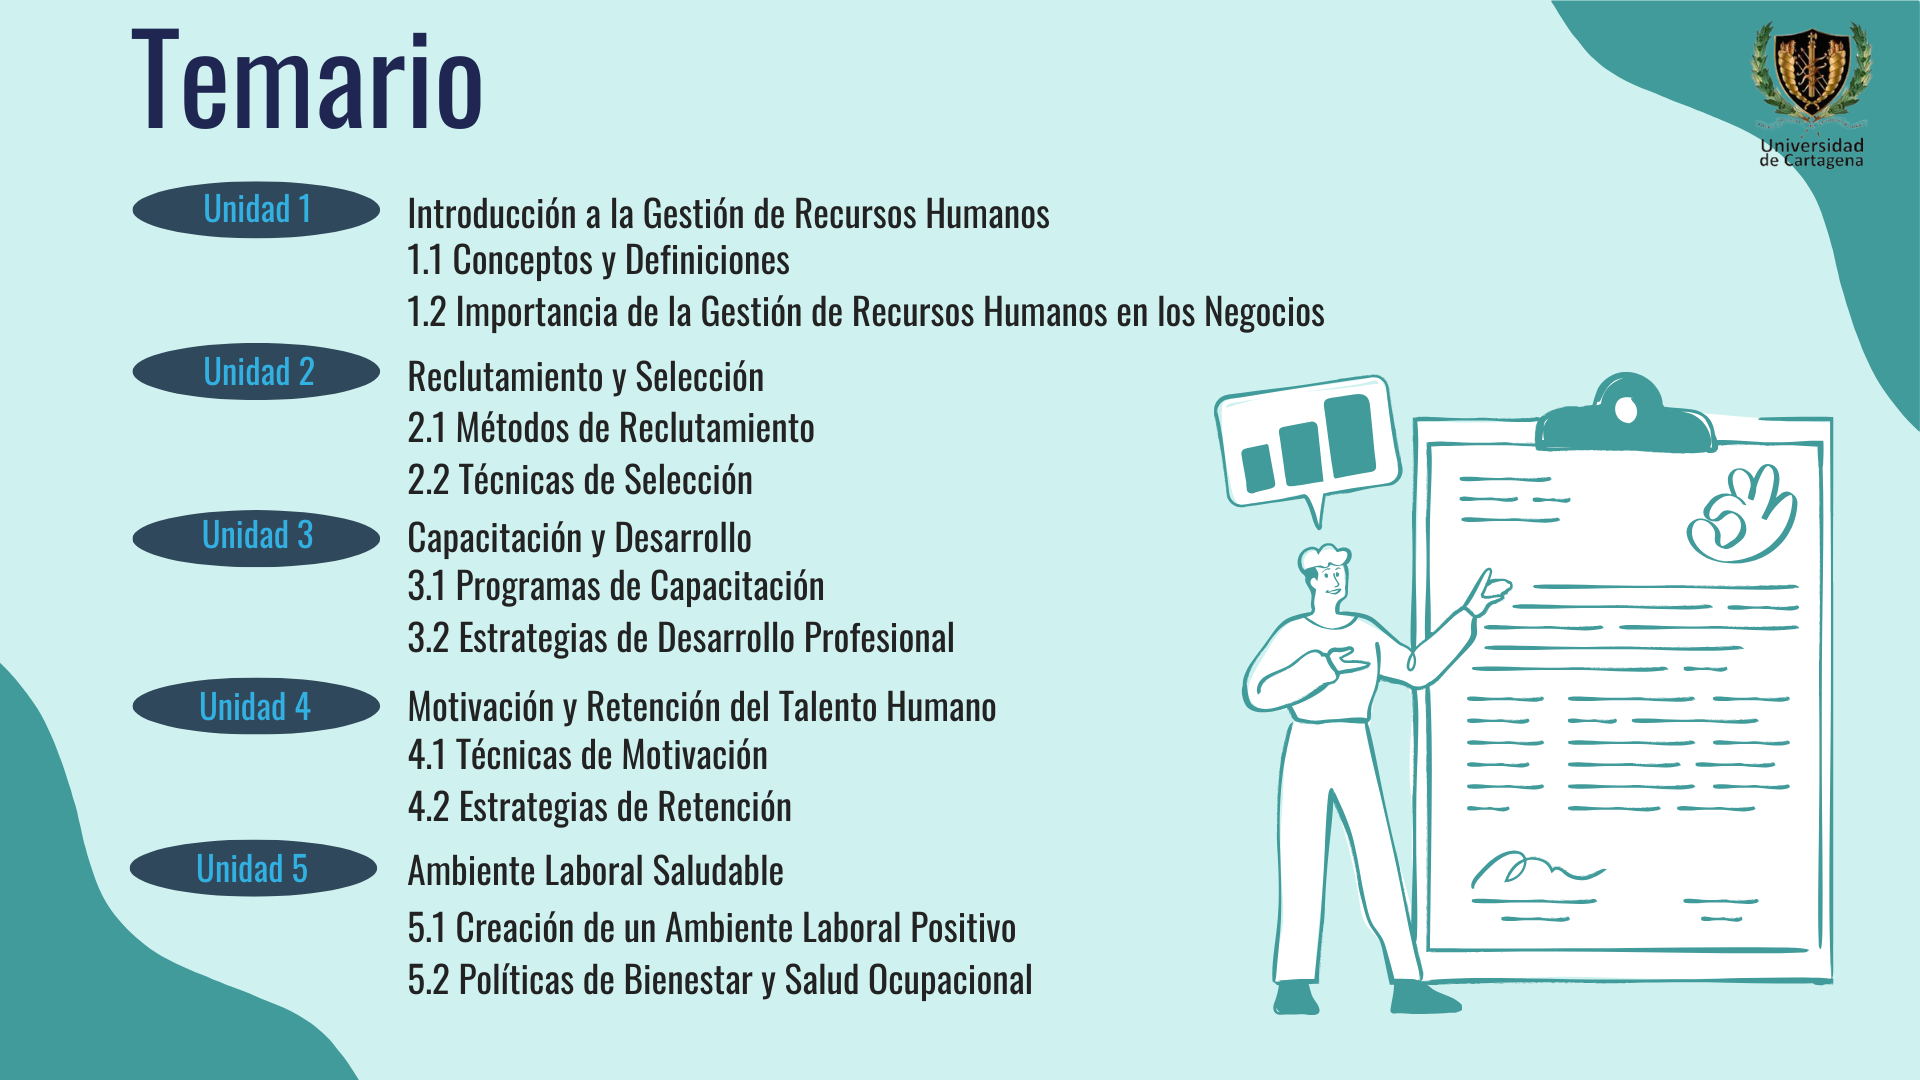 Temario
Universidad
de Cartagena
Unidad 1
Introducción a la Gestión de Recursos Humanos
1.1 Conceptos y Definiciones
1.2 Importancia de la Gestión de Recursos Humanos en los Negocios
Unidad 2
Reclutamiento y Selección
2.1 Métodos de Reclutamiento
2.2 Técnicas de Selección
Unidad 3
Capacitación y Desarrollo
3.1 Programas de Capacitación
3.2 Estrategias de Desarrollo Profesional
Unidad 4
Motivación y Retención del Talento Humano
4.1 Técnicas de Motivación
4.2 Estrategias de Retención
Unidad 5
Ambiente Laboral Saludable
5.1 Creación de un Ambiente Laboral Positivo
5.2 Políticas de Bienestar y Salud Ocupacional